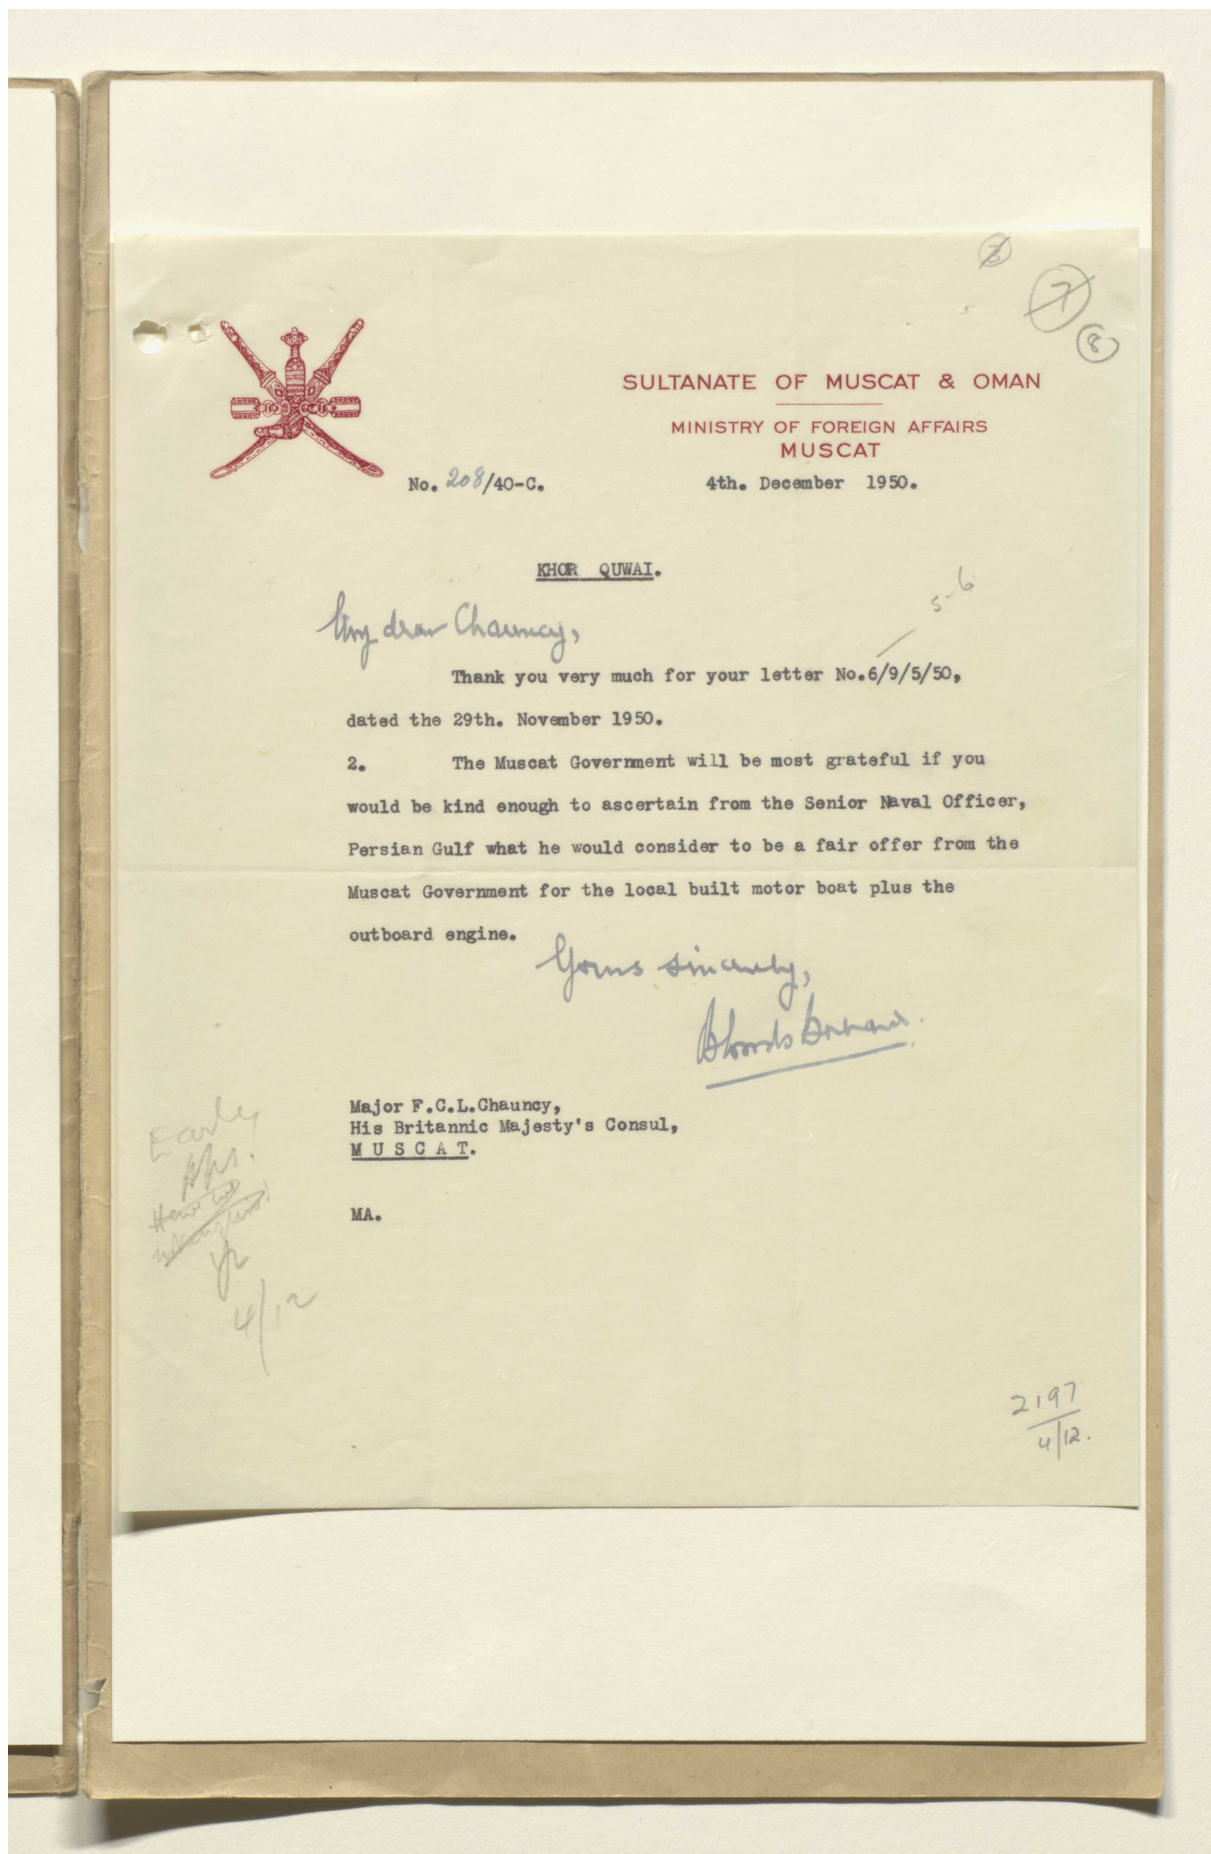 7
8
SULTANATE OF MUSCAT & OMAN
MINISTRY OF FOREIGN AFFAIRS
MUSCAT
No. 208/40-C.
4th. December 1950.
KHOR QUWAI.
5-6
My dear Chauncy,
Thank you very much for your letter No.6/9/5/50,
dated the 29th. November 1950.
2. The Muscat Government will be most grateful if you
would be kind enough to ascertain from the Senior Naval Officer,
Persian Gulf what he would consider to be a fair offer from the
Muscat Government for the local built motor boat plus the
outboard engine.
Yours sincerely,
Major F.C.L.Chauncy,
His Britannic Majesty's Consul,
M U S C A T.
Early
MA.
4/12
2197
4/12.